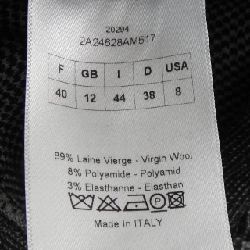 20204
2A24628AM517
F GB I D USA
40 12 44 38 8
89% Laine Vierge - Virgin Woo
8% Polyamide - Polyamid
3% Elasthanne - Elasthan
Made in ITALY